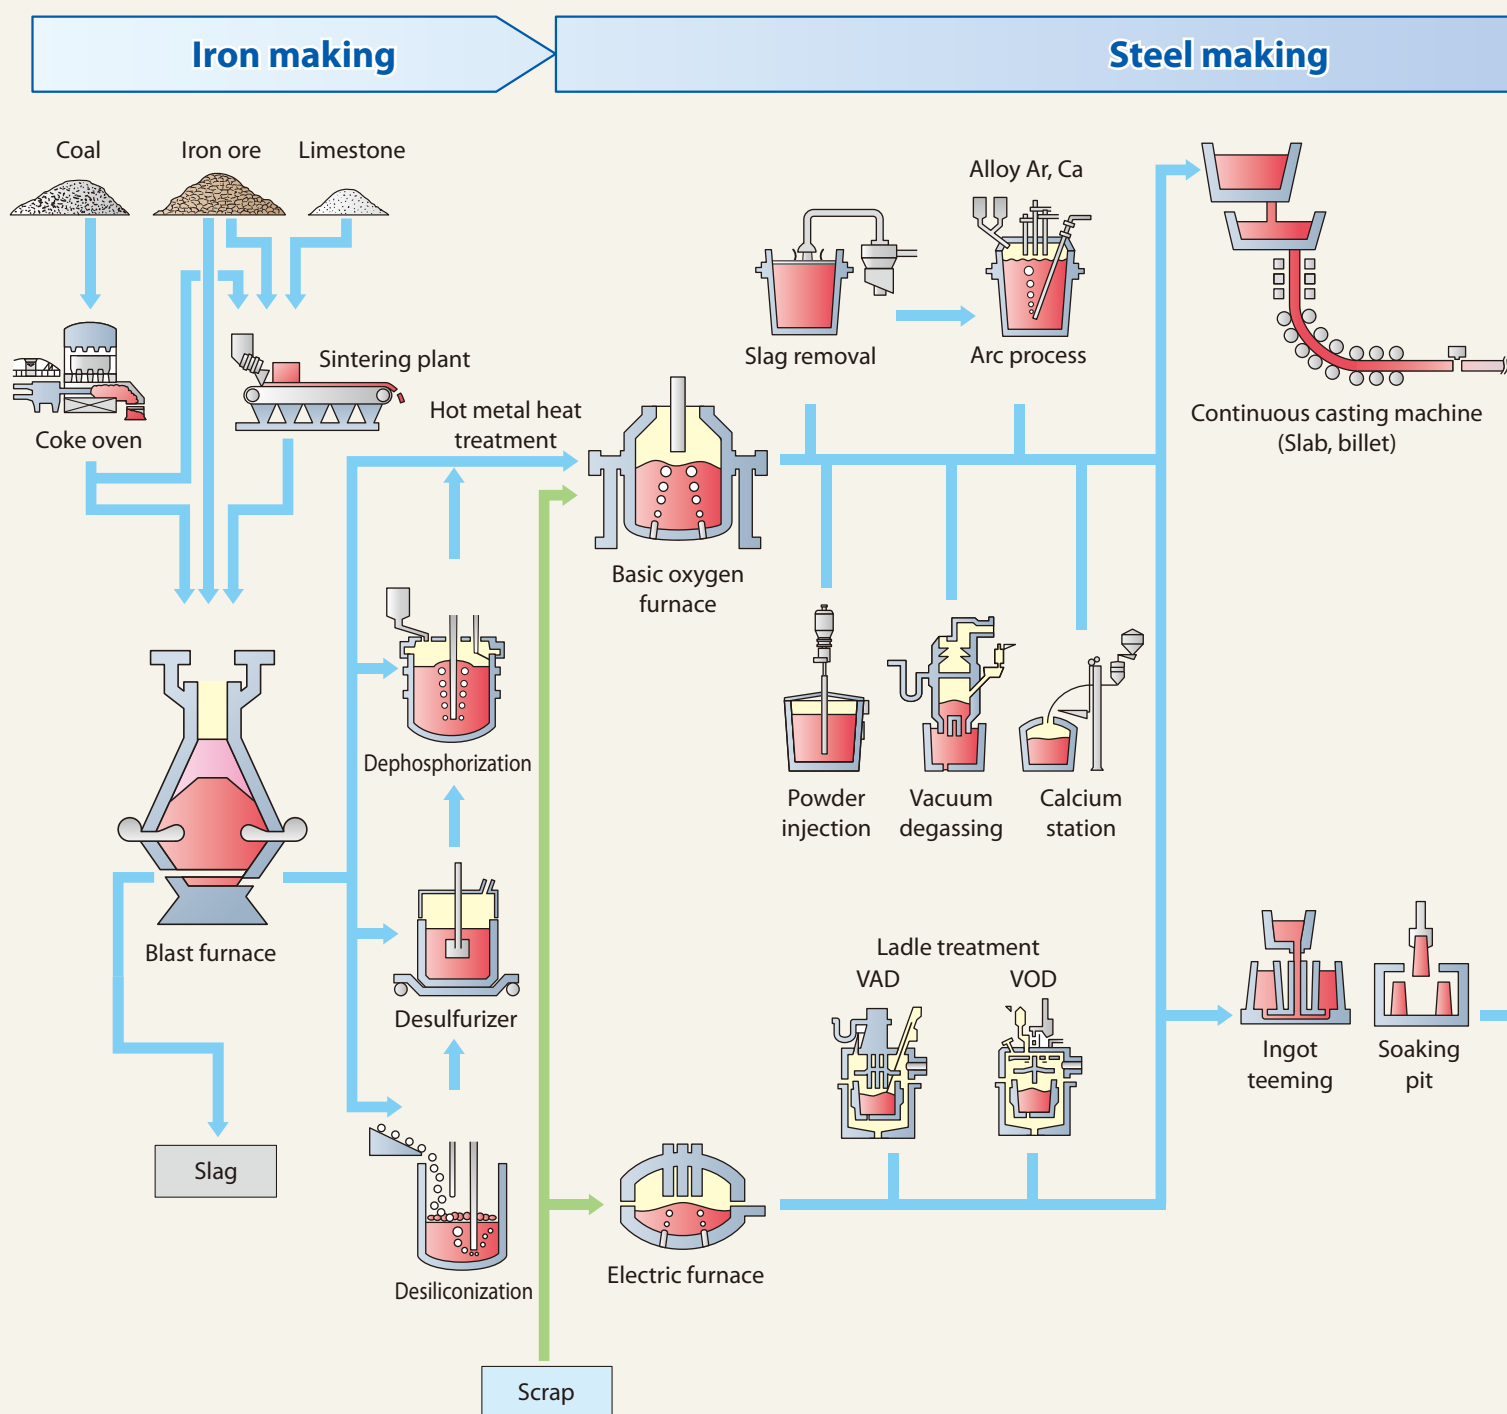 Iron making
Steel making
Coal
Iron ore
Limestone
Alloy Ar, Ca
Slag removal
Arc process
Sintering plant
Coke oven
Hot metal heat
treatment
Continuous casting machine
(Slab, billet)
Basic oxygen
furnace
Dephosphorization
Powder
injection
Vacuum
degassing
Calcium
station
Blast furnace
Desulfurizer
Ladle treatment
VAD
VOD
Ingot
teeming
Soaking
pit
Slag
Desiliconization
Electric furnace
Scrap